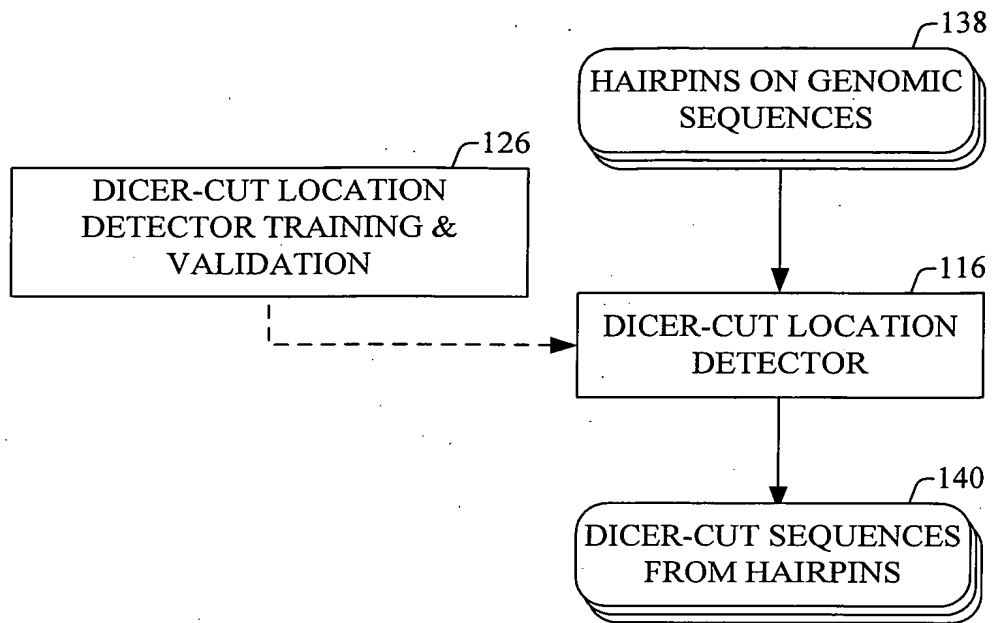 138
HAIRPINS ON GENOMIC
SEQUENCES
126
DICER-CUT LOCATION
DETECTOR TRAINING &
VALIDATION
116
DICER-CUT LOCATION
DETECTOR
140
DICER-CUT SEQUENCES
FROM HAIRPINS